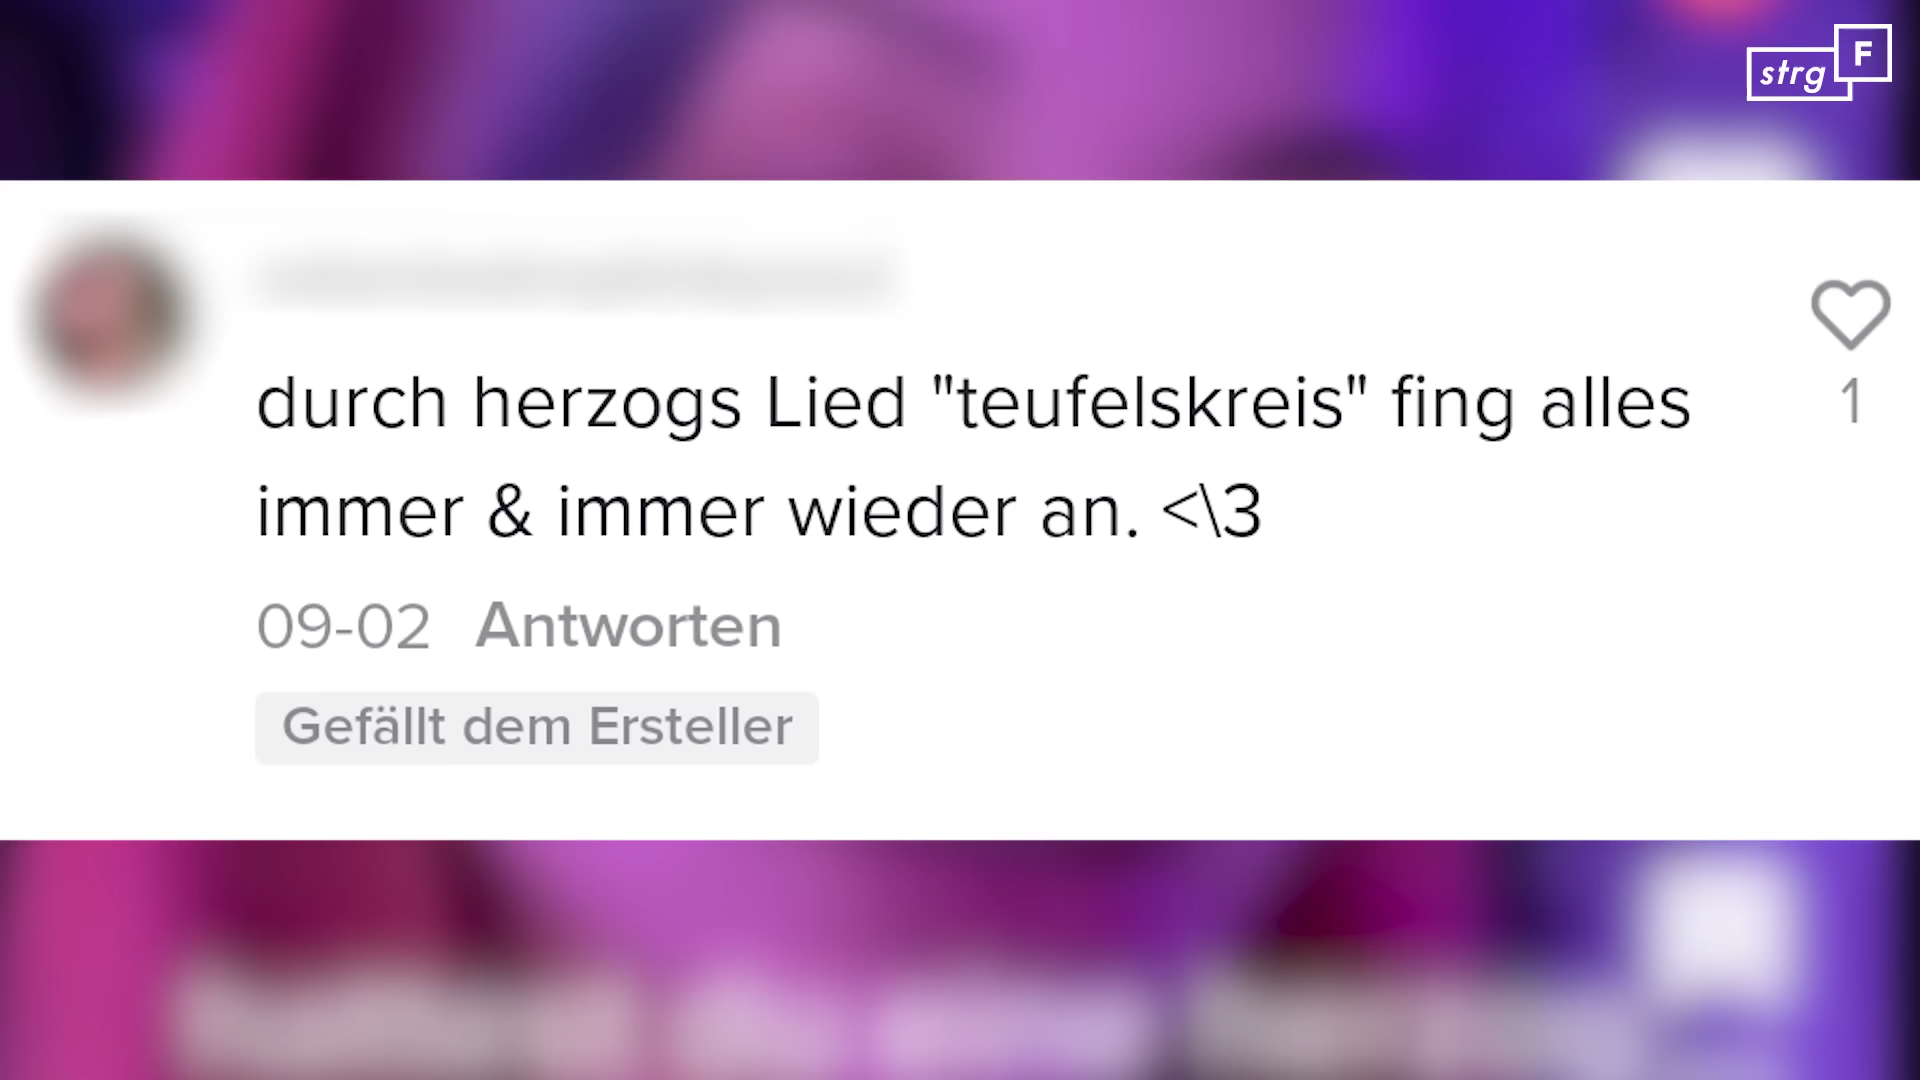 strg F
durch herzogs Lied "teufelskreis" fing alles
1
immer & immer wieder an. <\3
09-02 Antworten
Gefällt dem Ersteller